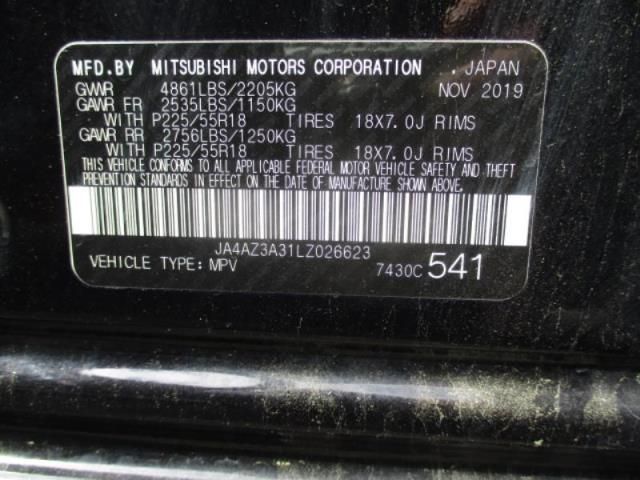 MFD.BY MITSUBISHI MOTORS CORPORATION . JAPAN
GVWR 4861LBS/2205KG NOV 2019
GAWR FR 2535LBS/1150KG
WITH P225/55R18 TIRES 18X7.0J RIMS
GAWR RR 2756LBS/1250KG
WITH P225/55R18 TIRES 18X7.0J RIMS
THIS VEHICLE CONFORMS TO ALL APPLICABLE FEDERAL MOTOR VEHICLE SAFETY AND THEFT
PREVENTION STANDARDS IN EFFECT ON THE DATE OF MANUFACTURE SHOWN ABOVE.
JA4AZ3A31LZ026623
VEHICLE TYPE:MPV 7430C 541